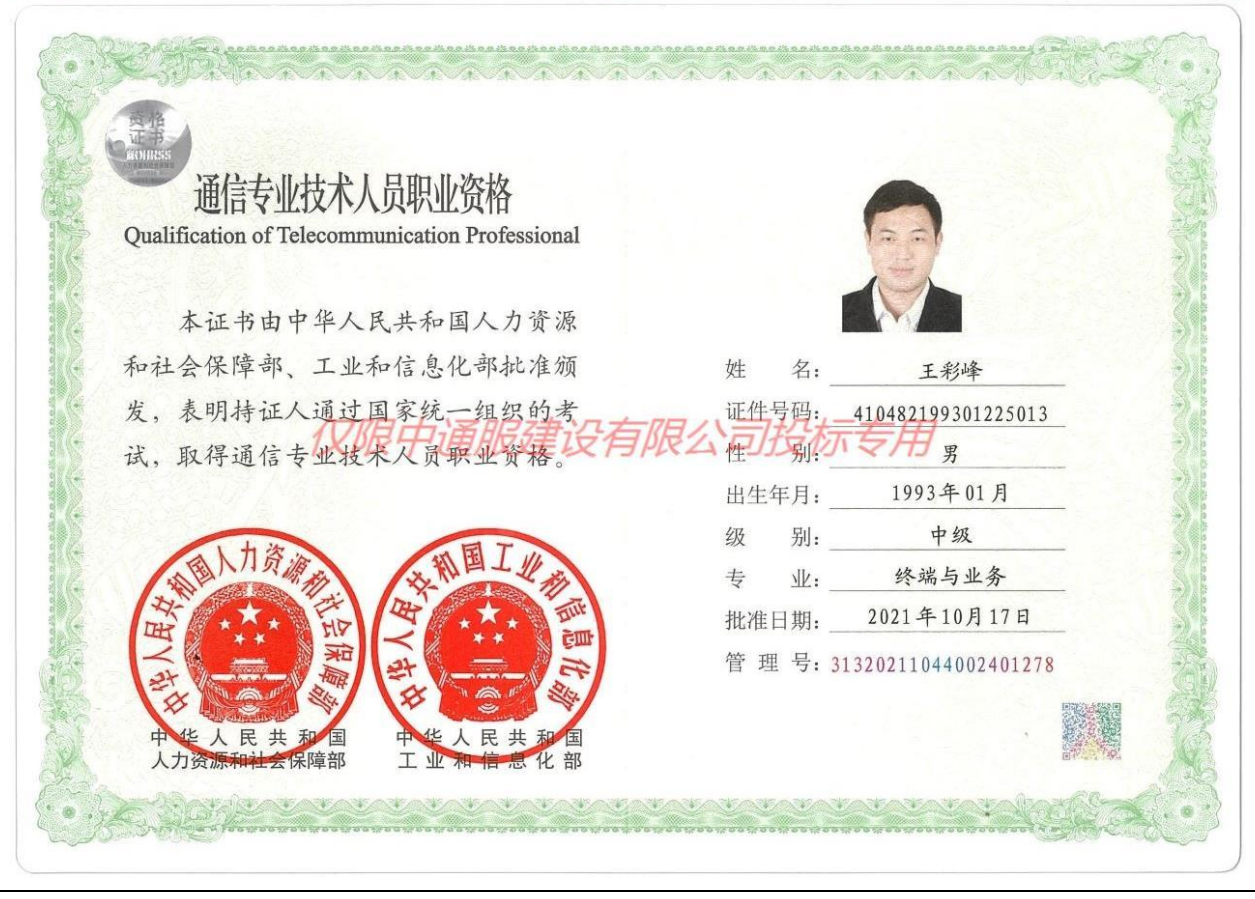 资格
证书
MOHRSS
通信专业技术人员职业资格
Qualification of Telecommunication Professional
本证书由中华人民共和国人力资源
和社会保障部、工业和信息化部批准颁
发，表明持证人通过国家统一组织的考
试，取得通信专业技术人员职业资格。
仅限中通服建设有限公司投标专用
中华人民共和国人力资源和社会保障部
中华人民共和国
人力资源和社会保障部
中华人民共和国工业和信息化部
中华人民共和国
工业和信息化部
姓 名：王彩峰
证件号码：410482199301225013
性 别：男
出生年月：1993年01月
级 别：中级
专 业：终端与业务
批准日期：2021年10月17日
管 理 号：31320211044002401278